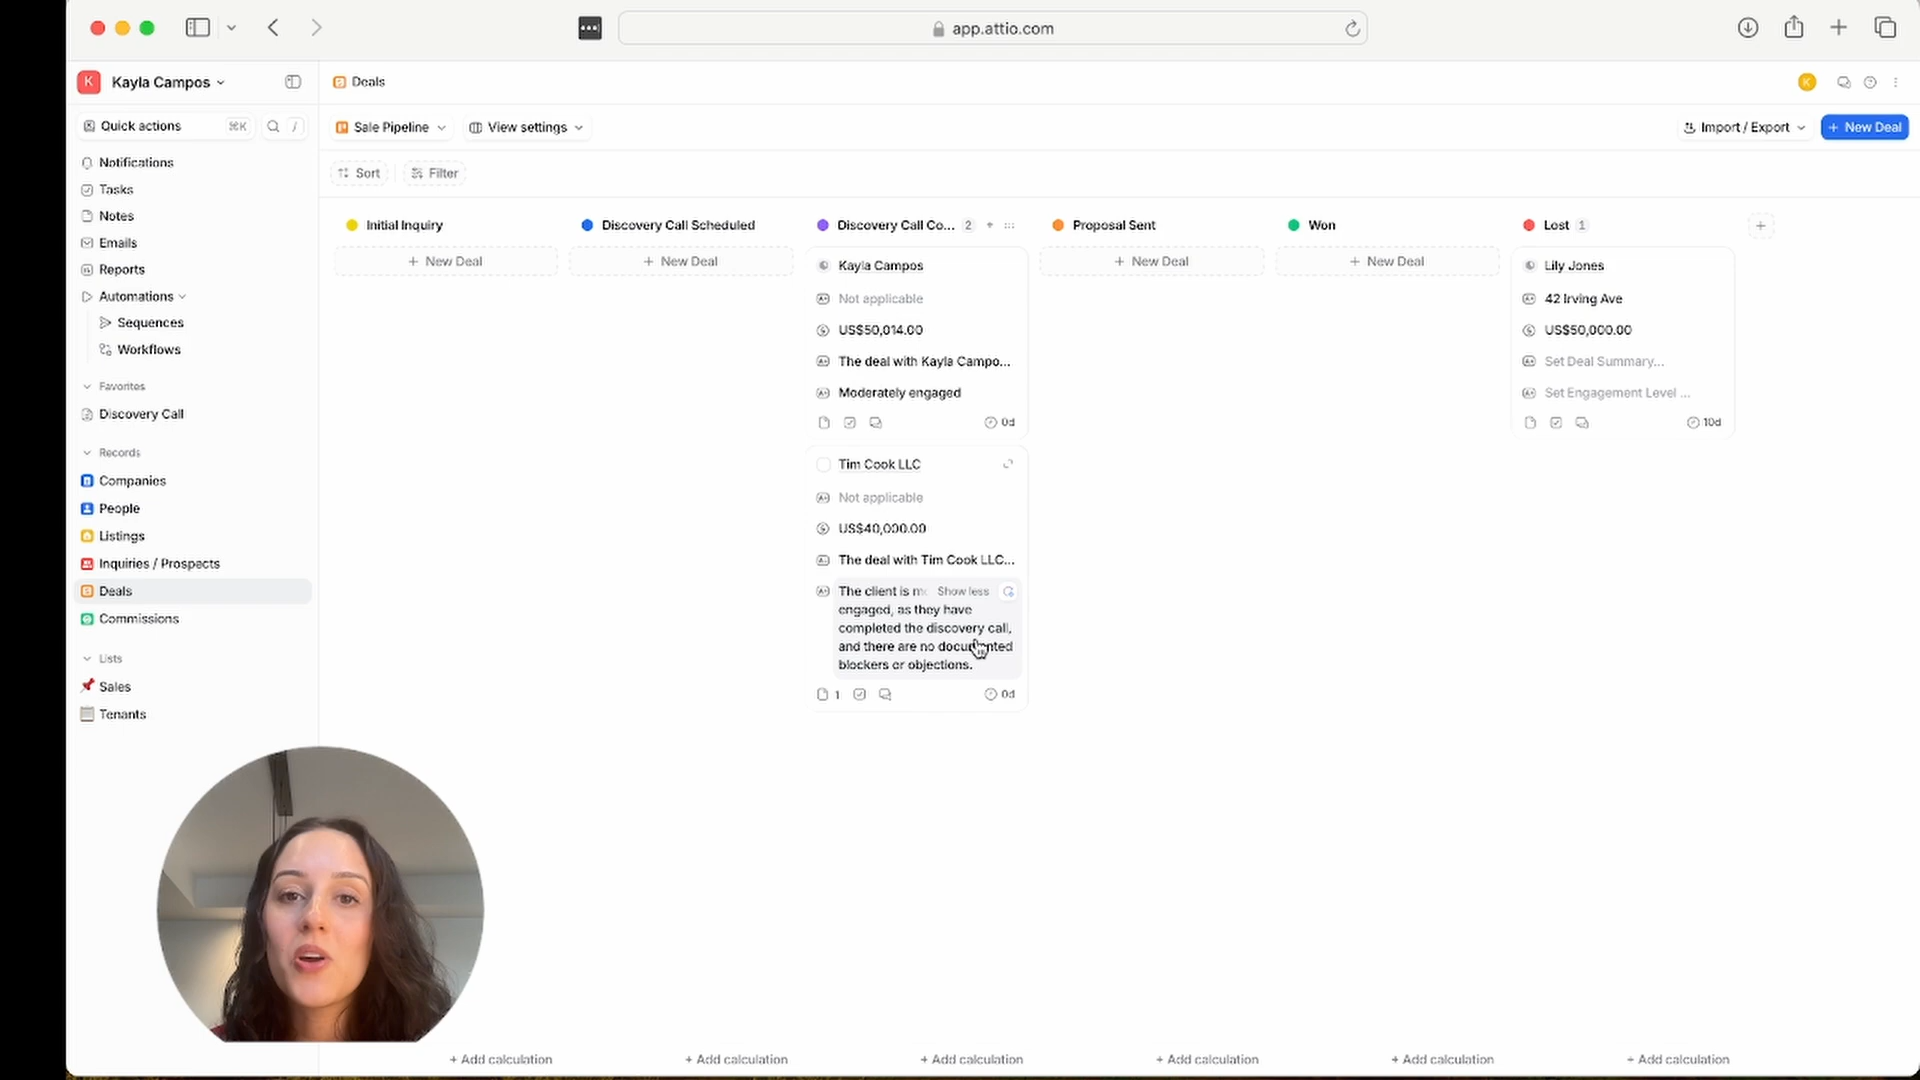 app.attio.com
K
Kayla Campos
Deals
K
Quick actions
⌘K
/
Sale Pipeline
View settings
Import / Export
+ New Deal
Notifications
Tasks
Notes
Emails
Reports
Automations
Sequences
Workflows
Favorites
Discovery Call
Records
Companies
People
Listings
Inquiries / Prospects
Deals
Commissions
Lists
Sales
Tenants
Sort
Filter
Initial Inquiry
+ New Deal
Discovery Call Scheduled
+ New Deal
Discovery Call Co... 2
Kayla Campos
Not applicable
US$50,014.00
The deal with Kayla Campo...
Moderately engaged
0d
Tim Cook LLC
Not applicable
US$40,000.00
The deal with Tim Cook LLC...
The client is Show less
engaged, as they have
completed the discovery call,
and there are no documented
blockers or objections.
1
0d
Proposal Sent
+ New Deal
Won
+ New Deal
Lost 1
Lily Jones
42 Irving Ave
US$50,000.00
Set Deal Summary...
Set Engagement Level ...
10d
+ Add calculation
+ Add calculation
+ Add calculation
+ Add calculation
+ Add calculation
+ Add calculation